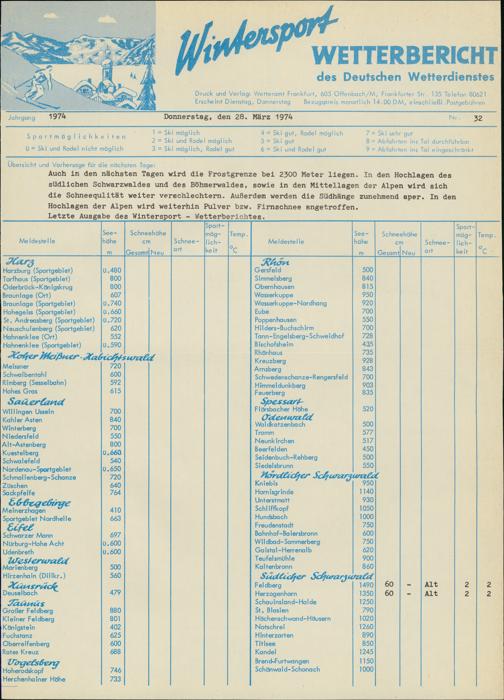 Wintersport
WETTERBERICHT
des Deutschen Wetterdienstes
Druck und Verlag: Wetteramt Frankfurt, 605 Offenbach/M, Frankfurter Str. 135 Telefon 80621
Erscheint Dienstag, Donnerstag Bezugspreis monatlich 14.00 DM, einschließl. Postgebühren
Jahrgang 1974 Donnerstag, den 28. März 1974 Nr. 32
Sportmöglichkeiten
0 = Ski und Rodel nicht möglich
1 = Ski möglich
2 = Ski und Rodel möglich
3 = Ski möglich, Rodel gut
4 = Ski gut, Rodel möglich
5 = Ski gut
6 = Ski und Rodel gut
7 = Ski sehr gut
8 = Abfahrten ins Tal durchführbar
9 = Abfahrten ins Tal eingeschränkt
Übersicht und Vorhersage für die nächsten Tage:
Auch in den nächsten Tagen wird die Frostgrenze bei 2300 Meter liegen. In den Hochlagen des
südlichen Schwarzwaldes und des Böhmerwaldes, sowie in den Mittellagen der Alpen wird sich
die Schneequlität weiter verschlechtern. Außerdem werden die Südhänge zunehmend aper. In den
Hochlagen der Alpen wird weiterhin Pulver bzw. Firnschnee angetroffen.
Letzte Ausgabe des Wintersport - Wetterberichtes.
Meldestelle Seehöhe m Schneehöhe cm Gesamt Neu Schneeart Sportmöglichkeit Temp. °C
Harz
Harzburg (Sportgebiet) 0.480
Torfhaus (Sportgebiet) 800
Oderbrück-Königskrug 800
Braunlage (Ort) 607
Braunlage (Sportgebiet) 0.740
Hohegeiss (Sportgebiet) 0.660
St. Andreasberg (Sportgebiet) 0.720
Neuschulenberg (Sportgebiet) 620
Hahnenklee (Ort) 552
Hahnenklee (Sportgebiet) 0.590
Hoher Meißner-Habichtswald
Meissner 720
Schwalbental 600
Rimberg (Sesselbahn) 592
Hohes Gras 615
Sauerland
Willingen Usseln 700
Kahler Asten 840
Winterberg 700
Niedersfeld 550
Alt-Astenberg 800
Kuestelberg 0.660
Schwalefeld 540
Nordenau-Sportgebiet 0.650
Schmallenberg-Schanze 720
Züschen 640
Sackpfeife 764
Ebbegebirge
Meinerzhagen 410
Sportgebiet Nordhelle 663
Eifel
Schwarzer Mann 697
Nürburg-Hohe Acht 0.600
Udenbreth 0.600
Westerwald
Marienberg 500
Hirzenhain (Dillkr.) 560
Hunsrück
Deuselbach 479
Taunus
Großer Feldberg 880
Kleiner Feldberg 801
Königstein 402
Fuchstanz 625
Oberreifenberg 600
Rotes Kreuz 688
Vogelsberg
Hoherodskopf 746
Herchenhainer Höhe 733
Meldestelle Seehöhe m Schneehöhe cm Gesamt Neu Schneeart Sportmöglichkeit Temp. °C
Rhön
Gersfeld 500
Simmelsberg 840
Obernhausen 815
Wasserkuppe 950
Wasserkuppe-Nordhang 920
Eube 700
Poppenhausen 550
Hilders-Buchschirm 700
Tann-Engelsberg-Schweidhof 728
Bischofsheim 435
Rhönhaus 735
Kreuzberg 928
Arnsberg 843
Schwedenschanze-Rengersfeld 700
Himmeldunkberg 903
Feuerberg 835
Spessart
Flörsbacher Höhe 520
Odenwald
Waldkatzenbach 500
Tromm 577
Neunkirchen 517
Beerfelden 450
Seidenbuch-Rehberg 500
Siedelsbrunn 550
Nördlicher Schwarzwald
Kniebis 950
Hornisgrinde 1140
Unterstmatt 930
Schliffkopf 1050
Hundsbach 1000
Freudenstadt 750
Bahnhof-Baiersbronn 600
Wildbad-Sommerberg 750
Gaistal-Herrenalb 620
Teufelsmühle 900
Kaltenbronn 860
Südlicher Schwarzwald
Feldberg 1490 60 - Alt 2 2
Herzogenhorn 1350 60 - Alt 2 2
Schauinsland-Halde 1250
St. Blasien 790
Höchenschwand-Häusern 1020
Notschrei 1260
Hinterzarten 890
Titisee 850
Kandel 1245
Brend-Furtwangen 1150
Schönwald-Schonach 1000